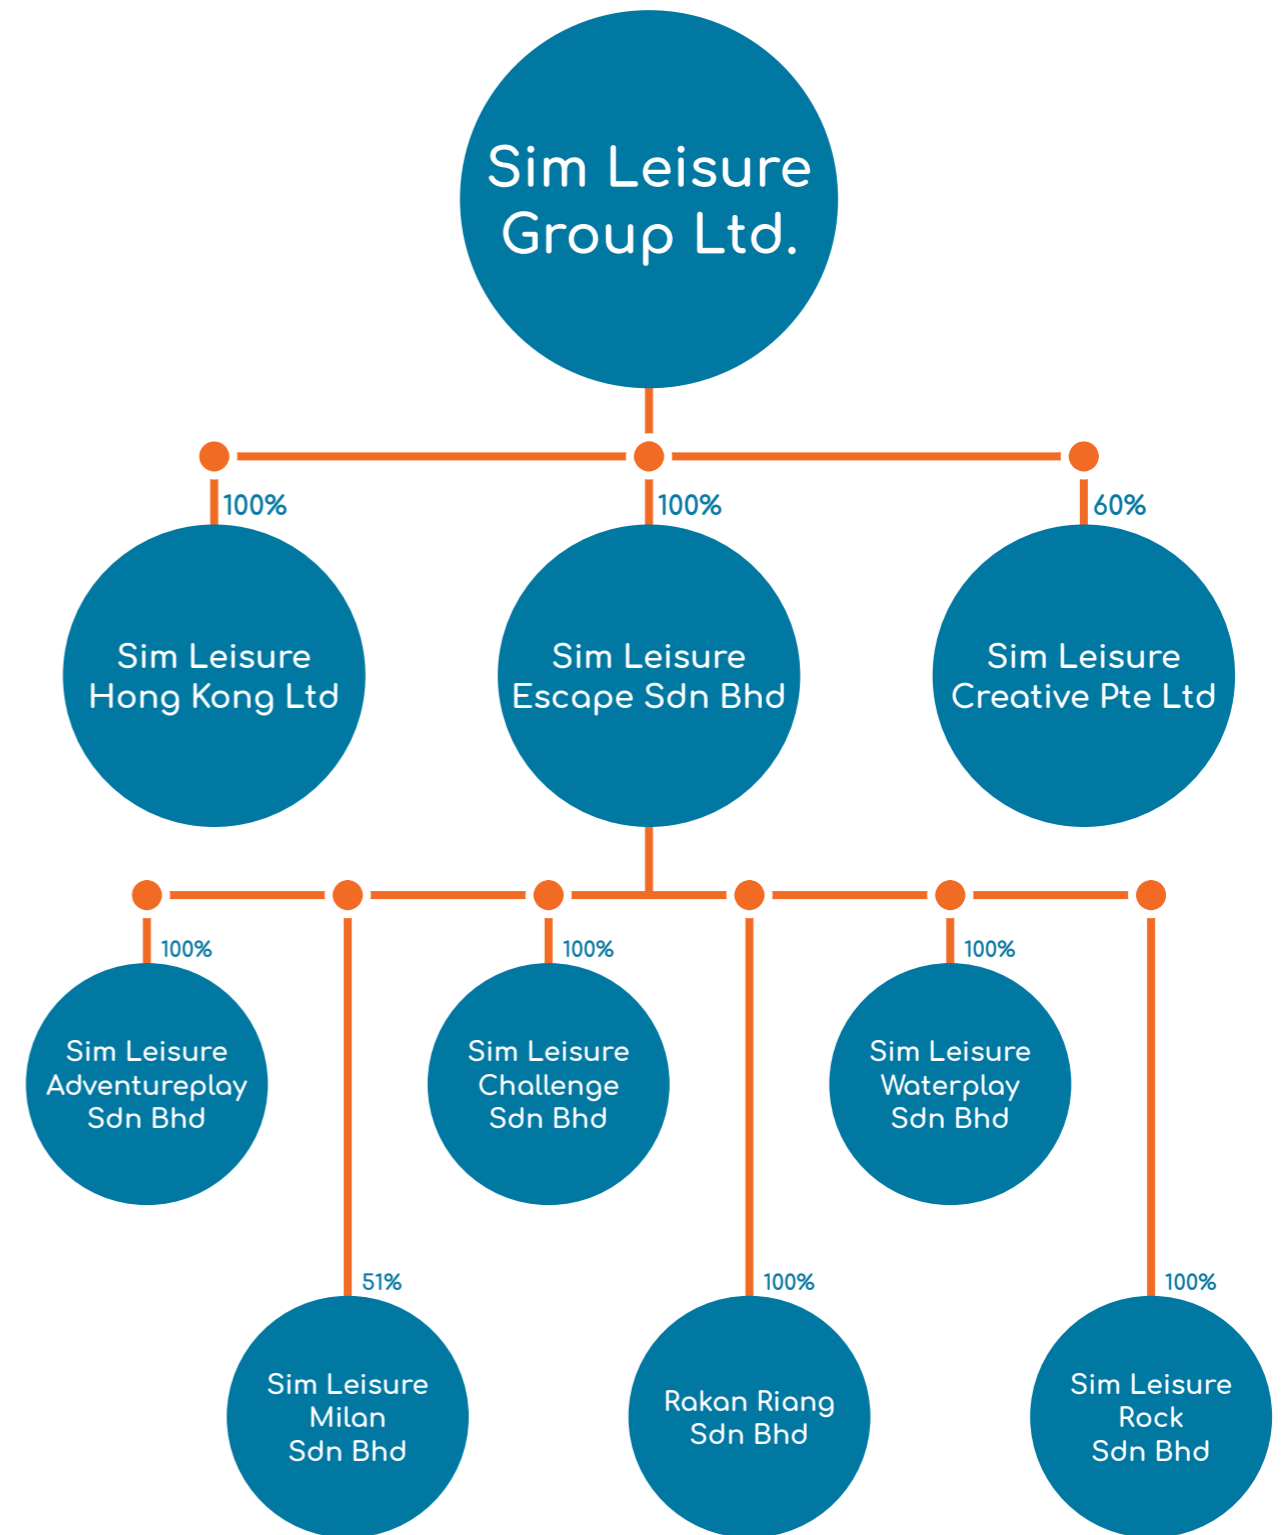 Sim Leisure
Group Ltd.
100%
100%
60%
Sim Leisure
Hong Kong Ltd
Sim Leisure
Escape Sdn Bhd
Sim Leisure
Creative Pte Ltd
100%
100%
100%
Sim Leisure
Adventureplay
Sdn Bhd
Sim Leisure
Challenge
Sdn Bhd
Sim Leisure
Waterplay
Sdn Bhd
51%
100%
100%
Sim Leisure
Milan
Sdn Bhd
Rakan Riang
Sdn Bhd
Sim Leisure
Rock
Sdn Bhd